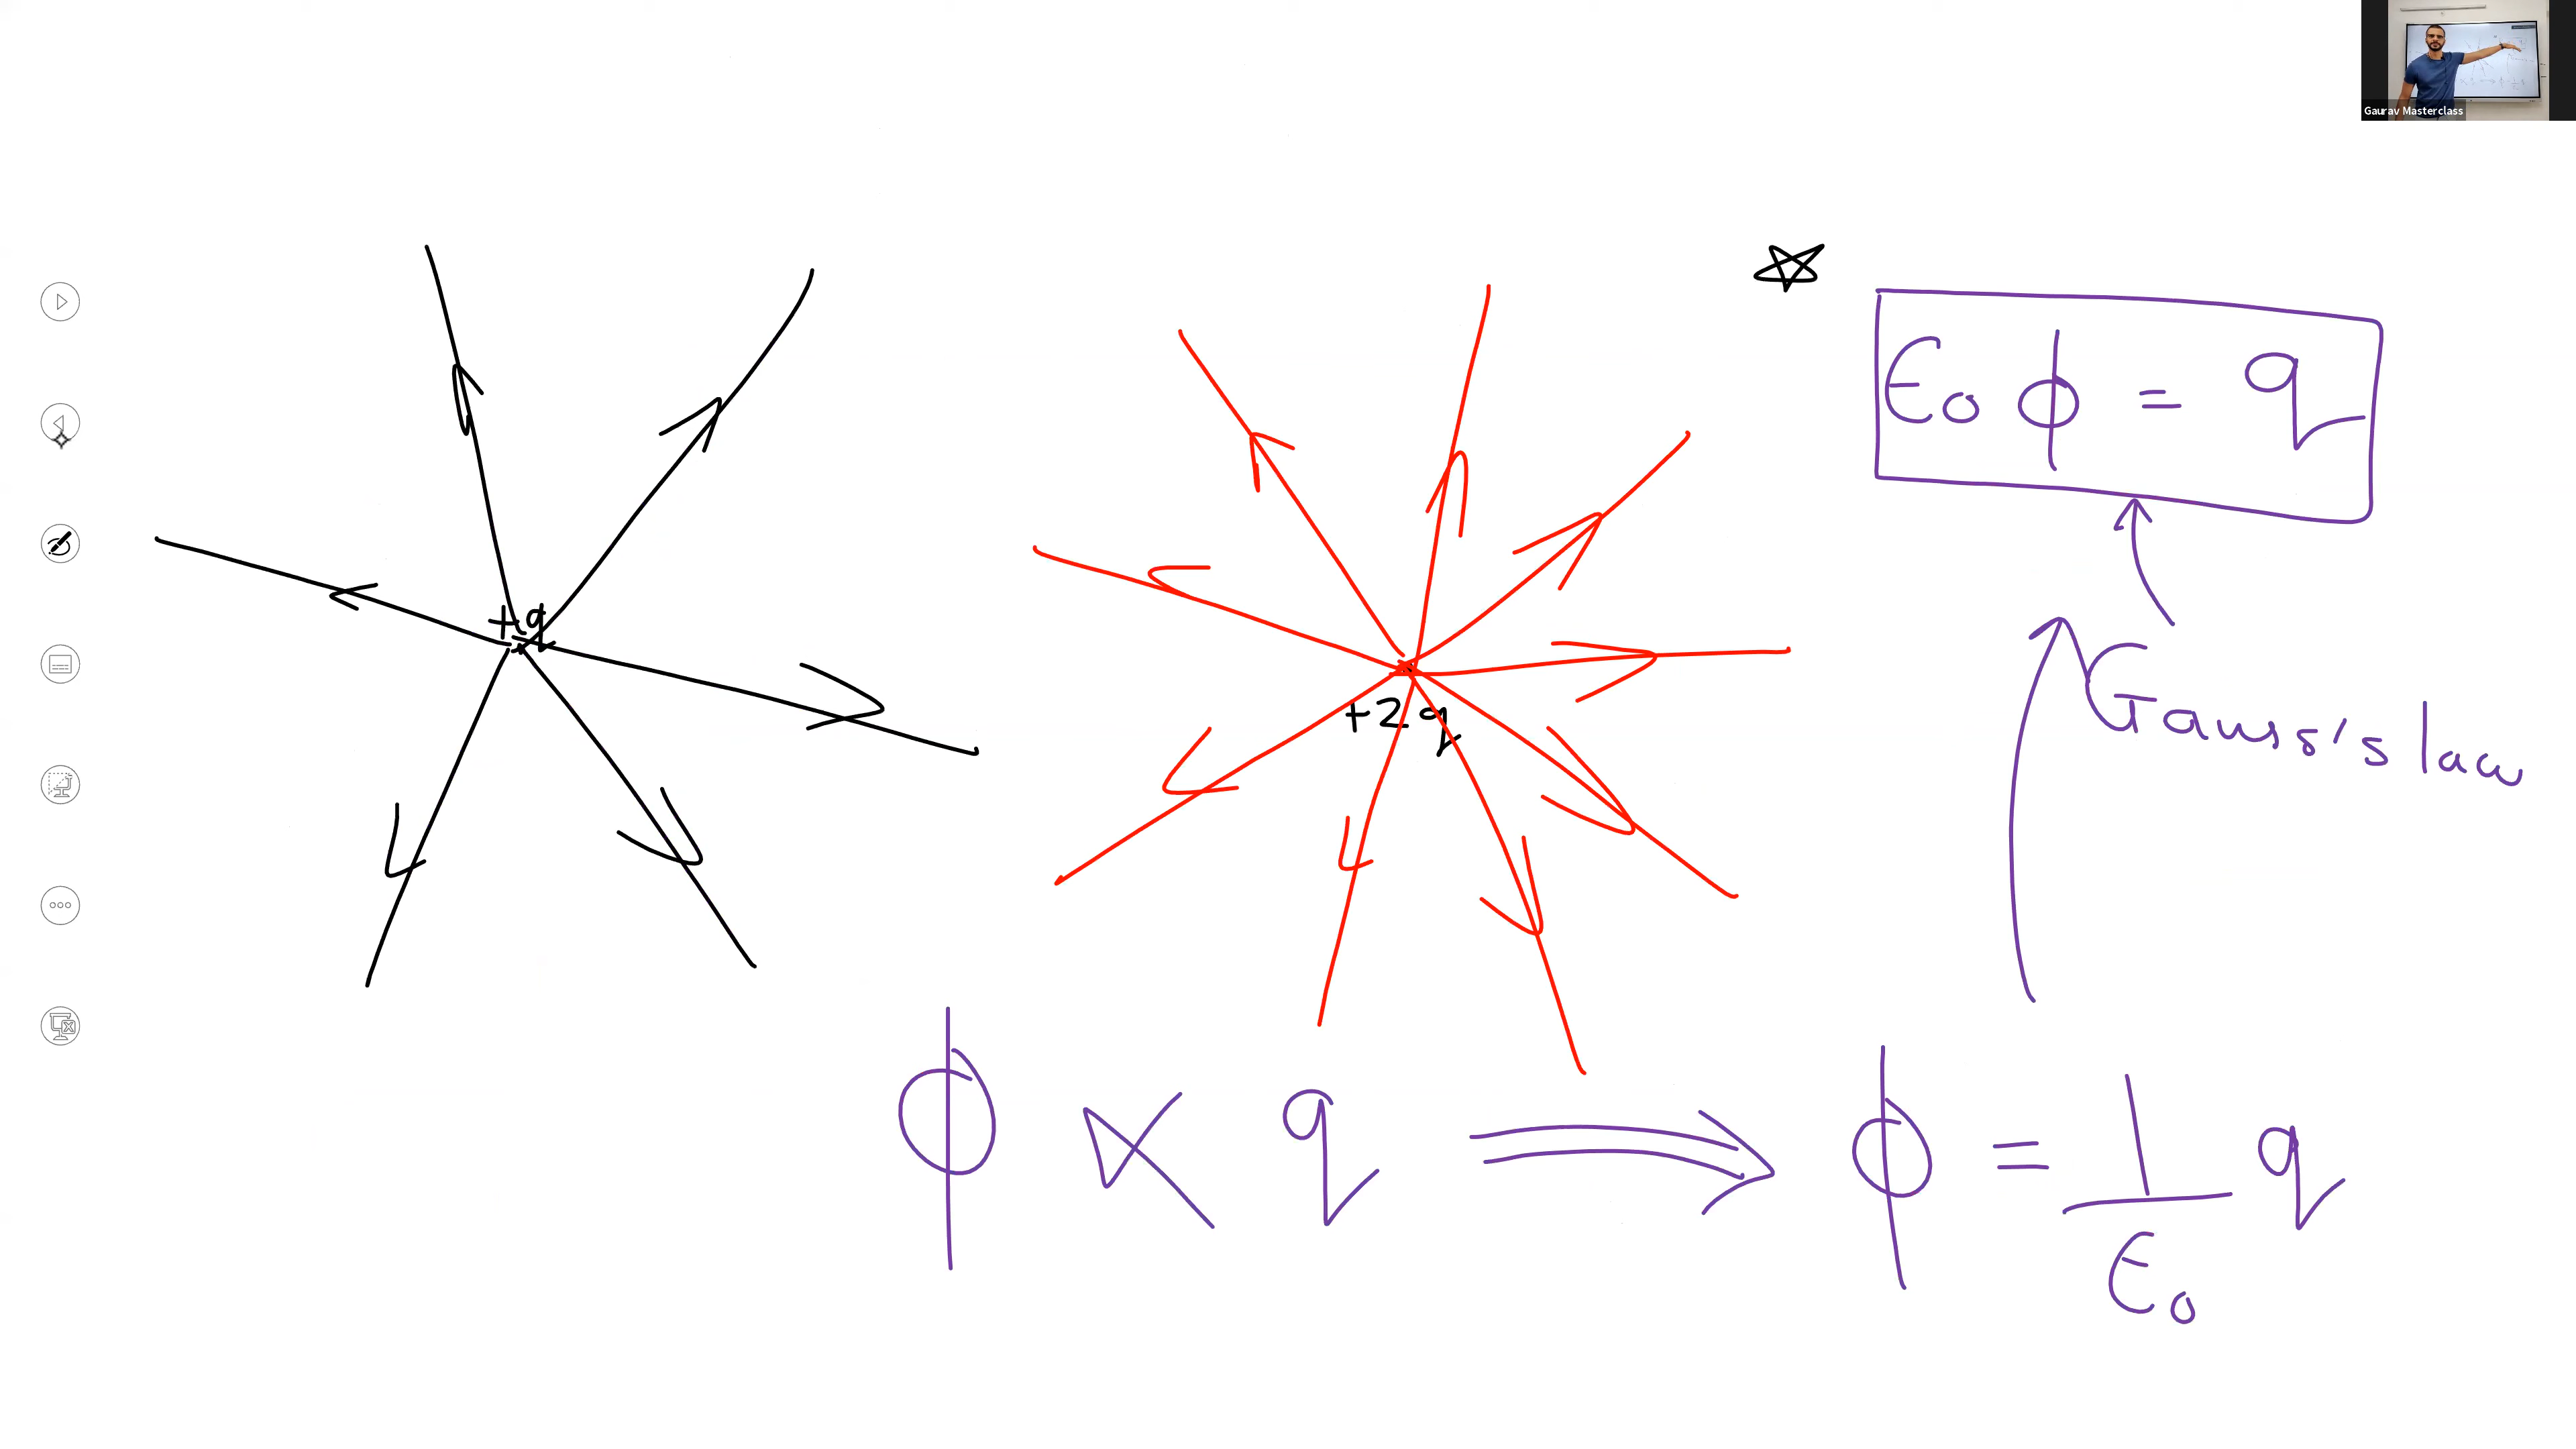 Gaurav Masterclass
+q
+2q
ϵ₀ ϕ = q
Gauss's law
ϕ ∝ q ⟹ ϕ = 1/ϵ₀ q